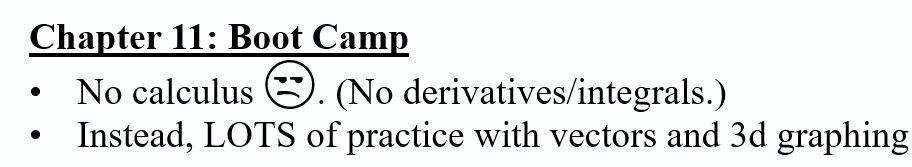 Chapter 11: Boot Camp
• No calculus 😒. (No derivatives/integrals.)
• Instead, LOTS of practice with vectors and 3d graphing